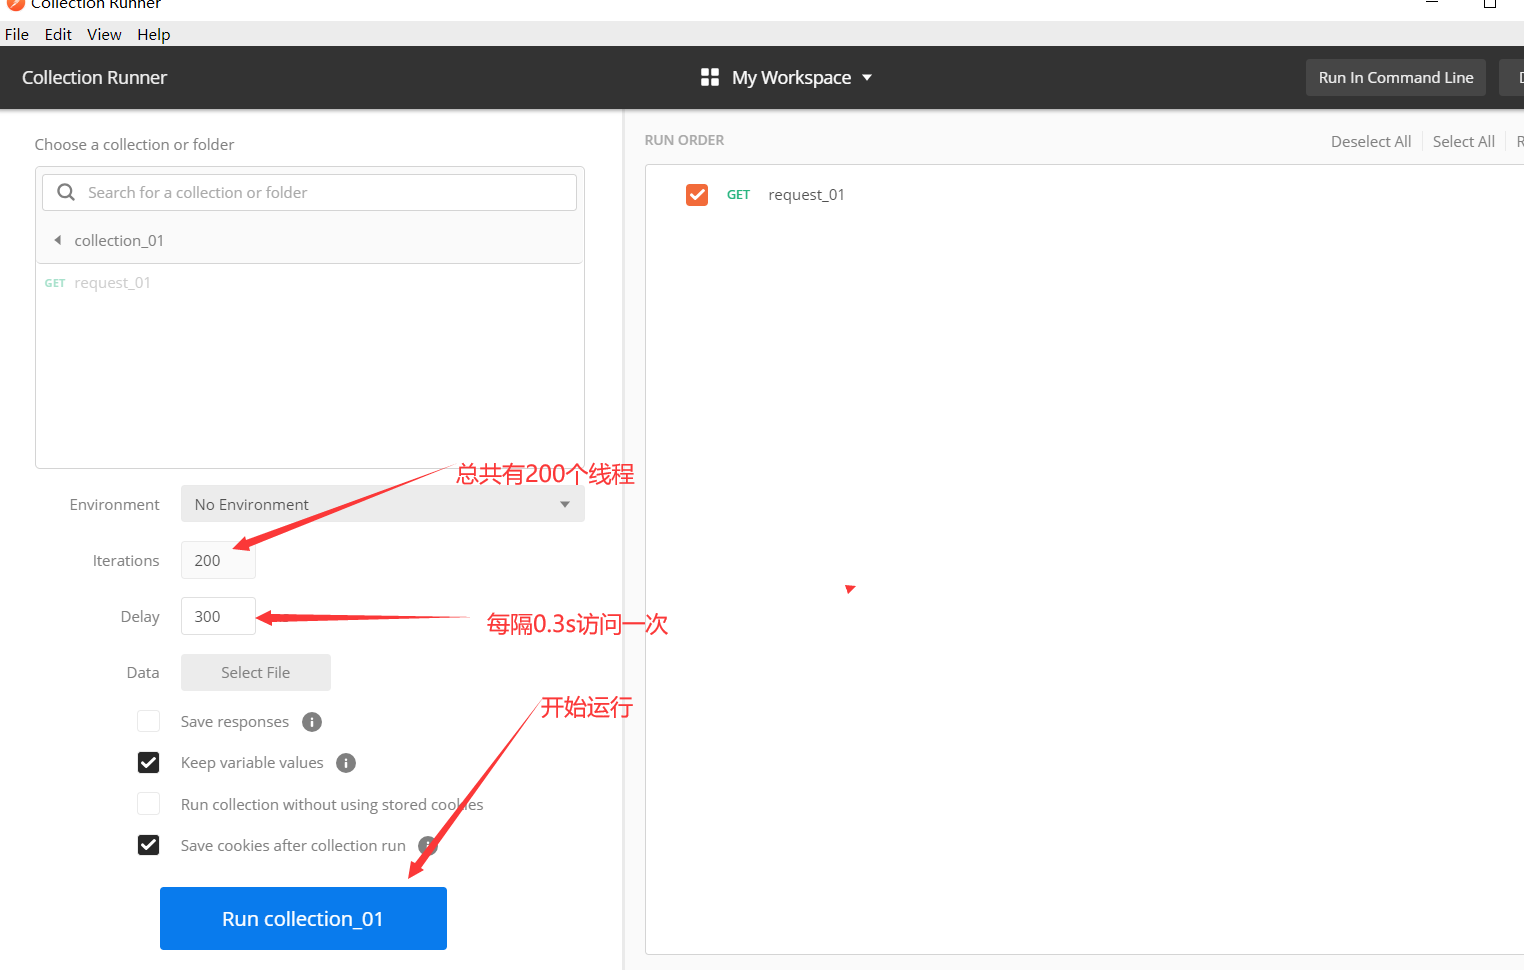 Collection Runner
File Edit View Help
Collection Runner
My Workspace
Run In Command Line
Choose a collection or folder
RUN ORDER
Deselect All
Select All
Search for a collection or folder
GET request_01
collection_01
GET request_01
总共有200个线程
Environment No Environment
Iterations 200
Delay 300
每隔0.3s访问一次
Data Select File
开始运行
Save responses
Keep variable values
Run collection without using stored cookies
Save cookies after collection run
Run collection_01